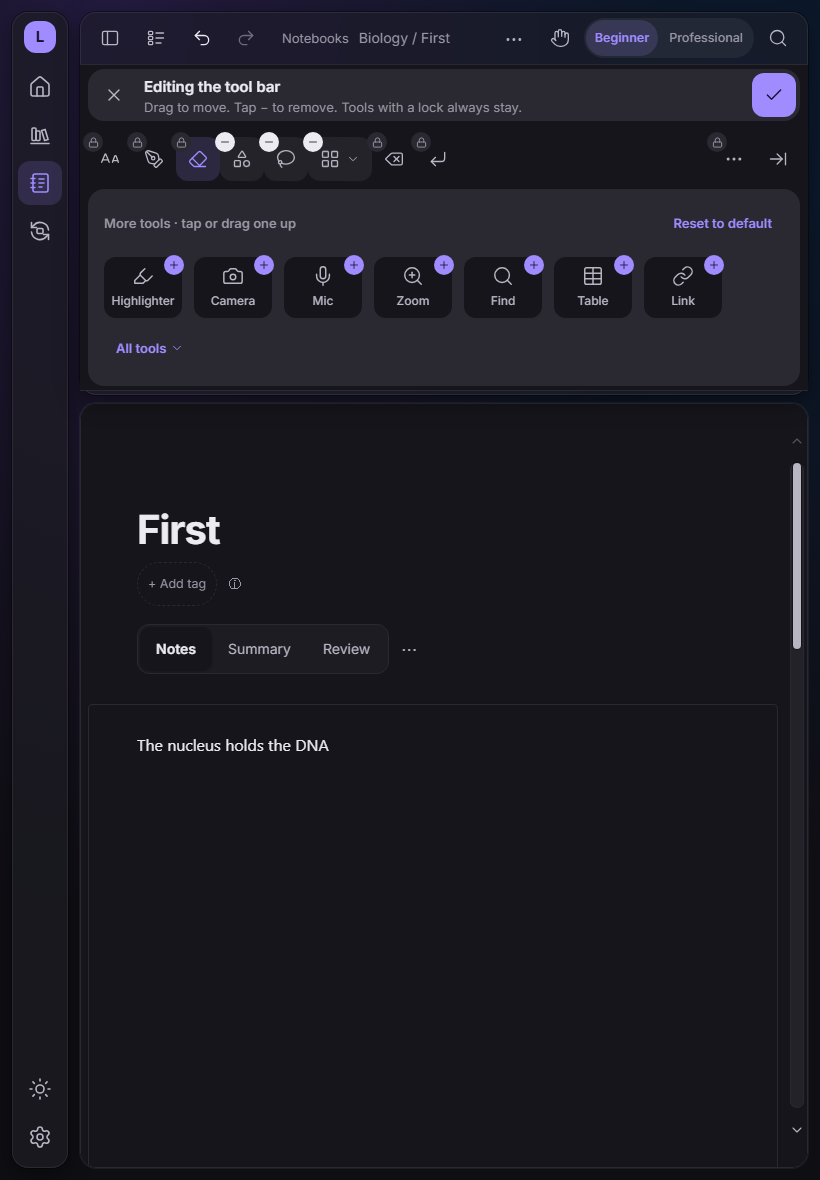 L
Notebooks Biology / First
Beginner Professional
Editing the tool bar
Drag to move. Tap − to remove. Tools with a lock always stay.
AA
More tools · tap or drag one up
Reset to default
Highlighter Camera Mic Zoom Find Table Link
All tools
First
+ Add tag
Notes Summary Review
The nucleus holds the DNA